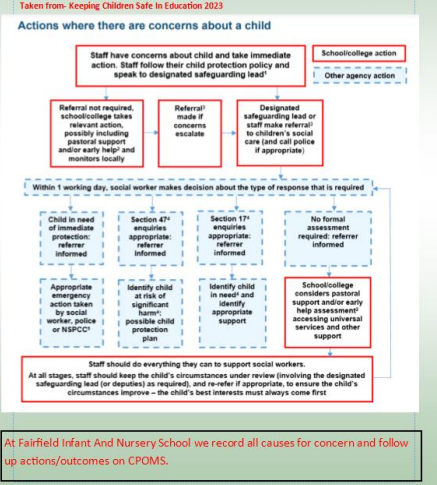 Taken from- Keeping Children Safe In Education 2023
Actions where there are concerns about a child
Staff have concerns about child and take immediate
action. Staff follow their child protection policy and
speak to designated safeguarding lead¹
School/college action
Other agency action
Referral not required,
school/college takes
relevant action,
possibly including
pastoral support
and/or early help² and
monitors locally
Referral³
made if
concerns
escalate
Designated
safeguarding lead or
staff make referral³
to children's social
care (and call police
if appropriate)
Within 1 working day, social worker makes decision about the type of response that is required
Child in need
of immediate
protection:
referrer
informed
Section 47⁴
enquiries
appropriate:
referrer
informed
Section 17⁴
enquiries
appropriate:
referrer
informed
No formal
assessment
required: referrer
informed
Appropriate
emergency
action taken
by social
worker, police
or NSPCC⁵
Identify child
at risk of
significant
harm⁴:
possible child
protection
plan
Identify child
in need⁴ and
identify
appropriate
support
School/college
considers pastoral
support and/or early
help assessment²
accessing universal
services and other
support
Staff should do everything they can to support social workers.
At all stages, staff should keep the child's circumstances under review (involving the designated
safeguarding lead (or deputies) as required), and re-refer if appropriate, to ensure the child's
circumstances improve – the child's best interests must always come first
At Fairfield Infant And Nursery School we record all causes for concern and follow
up actions/outcomes on CPOMS.